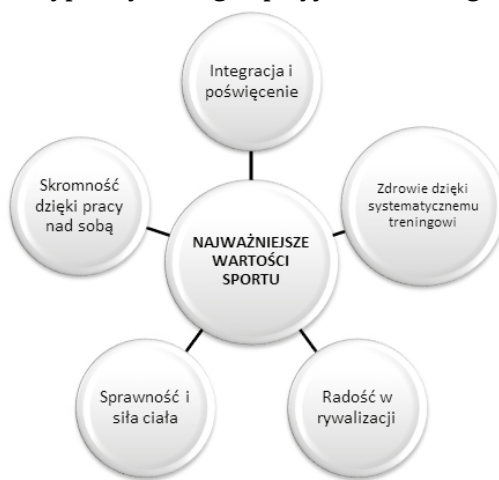 Integracja i
poświęcenie
Skromność
dzięki pracy
nad sobą
Zdrowie dzięki
systematycznemu
treningowi
NAJWAŻNIEJSZE
WARTOŚCI
SPORTU
Sprawność i
siła ciała
Radość w
rywalizacji